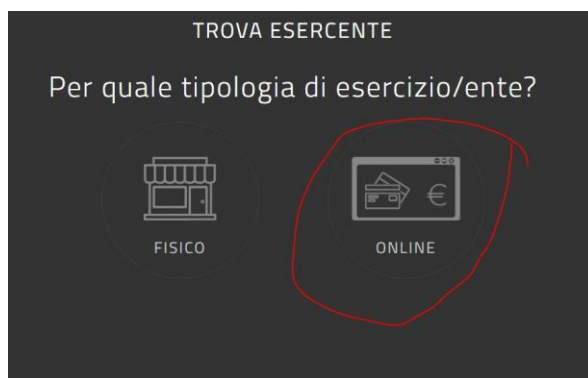 TROVA ESERCENTE
Per quale tipologia di esercizio/ente?
FISICO
ONLINE